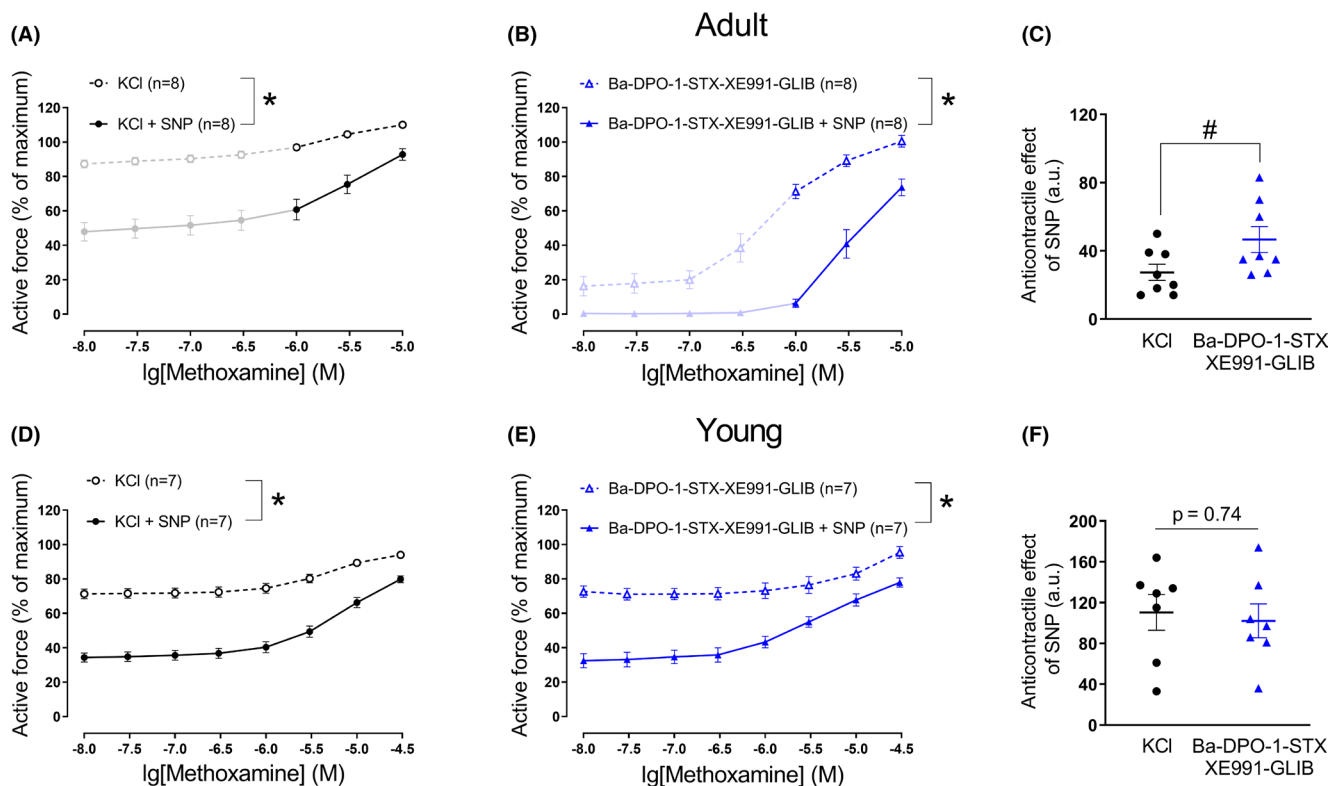 Adult
(A)
KCl (n=8)
KCl + SNP (n=8)
*
Active force (% of maximum)
120
100
80
60
40
20
0
-8.0 -7.5 -7.0 -6.5 -6.0 -5.5 -5.0
lg[Methoxamine] (M)
(B)
Ba-DPO-1-STX-XE991-GLIB (n=8)
Ba-DPO-1-STX-XE991-GLIB + SNP (n=8)
*
Active force (% of maximum)
120
100
80
60
40
20
0
-8.0 -7.5 -7.0 -6.5 -6.0 -5.5 -5.0
lg[Methoxamine] (M)
(C)
#
Anticontractile effect
of SNP (a.u.)
120
80
40
0
KCl
Ba-DPO-1-STX
XE991-GLIB
Young
(D)
KCl (n=7)
KCl + SNP (n=7)
*
Active force (% of maximum)
120
100
80
60
40
20
0
-8.0 -7.5 -7.0 -6.5 -6.0 -5.5 -5.0 -4.5
lg[Methoxamine] (M)
(E)
Ba-DPO-1-STX-XE991-GLIB (n=7)
Ba-DPO-1-STX-XE991-GLIB + SNP (n=7)
*
Active force (% of maximum)
120
100
80
60
40
20
0
-8.0 -7.5 -7.0 -6.5 -6.0 -5.5 -5.0 -4.5
lg[Methoxamine] (M)
(F)
p = 0.74
Anticontractile effect
of SNP (a.u.)
200
160
120
80
40
0
KCl
Ba-DPO-1-STX
XE991-GLIB